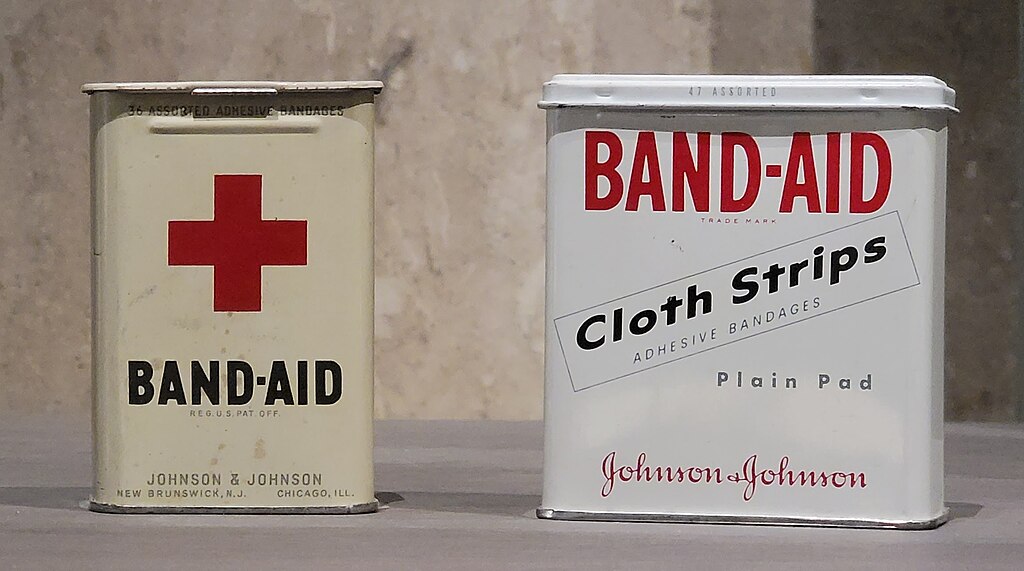 36 ASSORTED ADHESIVE BANDAGES
BAND-AID
REG. U.S. PAT. OFF.
JOHNSON & JOHNSON
NEW BRUNSWICK, N.J. CHICAGO, ILL.
47 ASSORTED
BAND-AID
TRADE MARK
Cloth Strips
ADHESIVE BANDAGES
Plain Pad
Johnson & Johnson